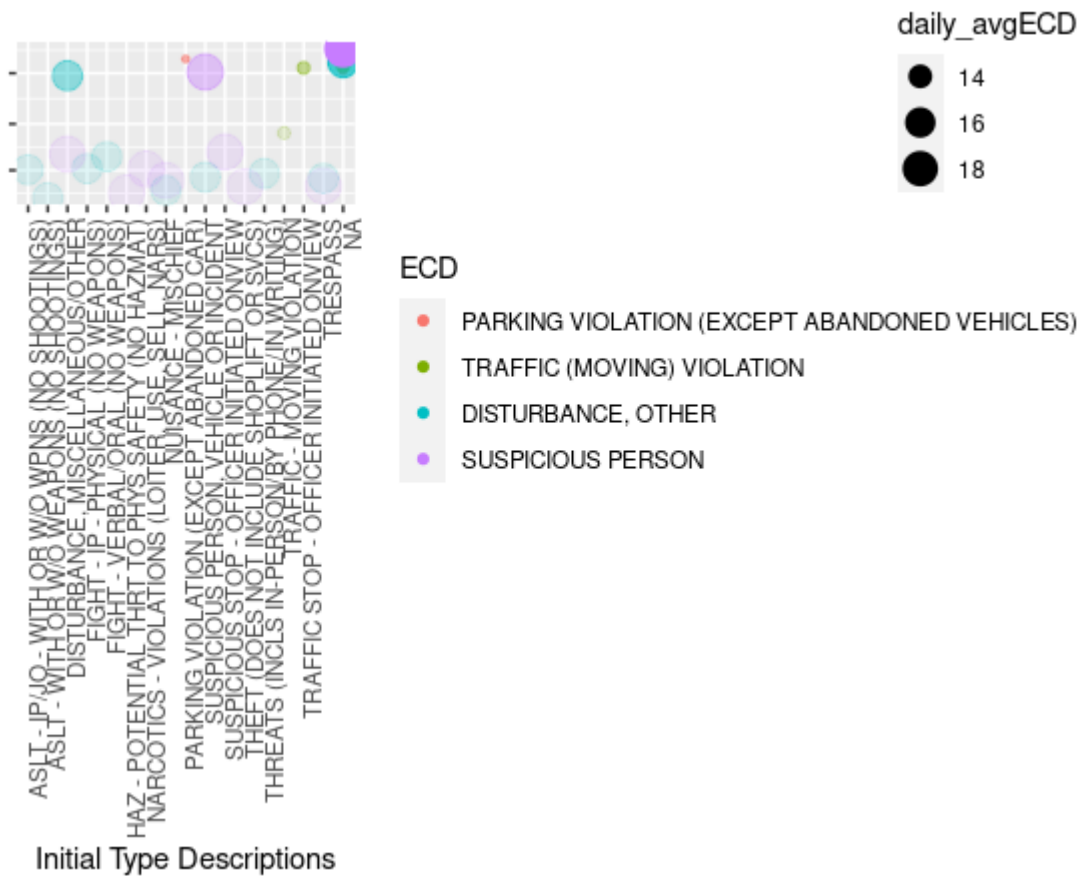 daily_avgECD
14
16
18
ECD
PARKING VIOLATION (EXCEPT ABANDONED VEHICLES)
TRAFFIC (MOVING) VIOLATION
DISTURBANCE, OTHER
SUSPICIOUS PERSON
ASLT - IP/JO - WITH OR W/O WPNS (NO SHOOTINGS)
ASLT - WITH OR W/O WEAPONS (NO SHOOTINGS)
DISTURBANCE, MISCELLANEOUS/OTHER
FIGHT - IP - PHYSICAL (NO WEAPONS)
FIGHT - VERBAL/ORAL (NO WEAPONS)
HAZ - POTENTIAL THRT TO PHYS SAFETY (NO HAZMAT)
NARCOTICS - VIOLATIONS (LOITER, USE, SELL, NARS)
NUISANCE - MISCHIEF
PARKING VIOLATION (EXCEPT ABANDONED CAR)
SUSPICIOUS PERSON, VEHICLE OR INCIDENT
SUSPICIOUS STOP - OFFICER INITIATED ONVIEW
THEFT (DOES NOT INCLUDE SHOPLIFT OR SVCS)
THREATS (INCLS IN-PERSON/BY PHONE/IN WRITING)
TRAFFIC - MOVING VIOLATION
TRAFFIC STOP - OFFICER INITIATED ONVIEW
TRESPASS
NA
Initial Type Descriptions